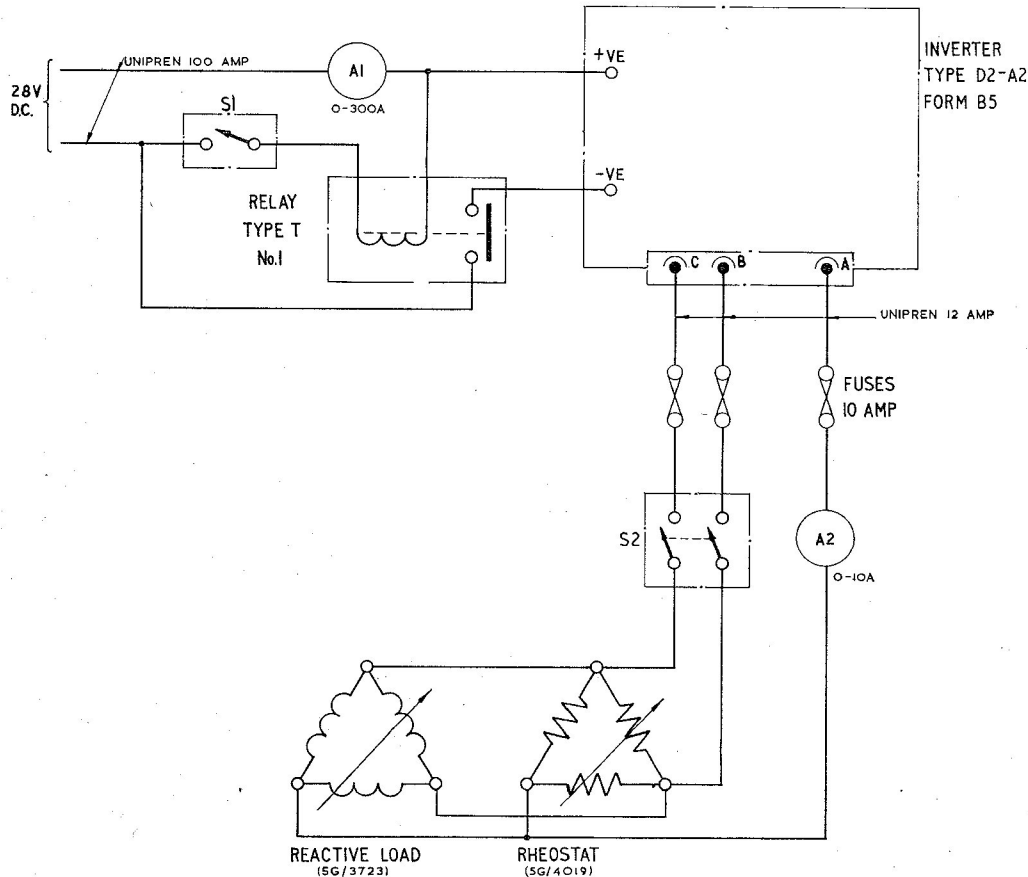 UNIPREN 100 AMP
28V
D.C.
S1
A1
0-300A
+VE
-VE
INVERTER
TYPE D2-A2
FORM B5
RELAY
TYPE T
No.1
C
B
A
UNIPREN 12 AMP
FUSES
10 AMP
S2
A2
0-10A
REACTIVE LOAD
(5G/3723)
RHEOSTAT
(5G/4019)